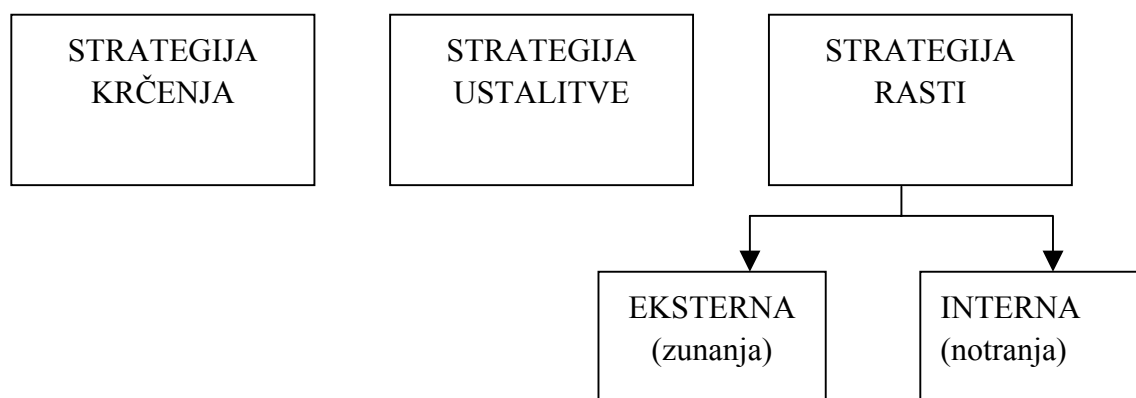 STRATEGIJA
KRČENJA
STRATEGIJA
USTALITVE
STRATEGIJA
RASTI
EKSTERNA
(zunanja)
INTERNA
(notranja)